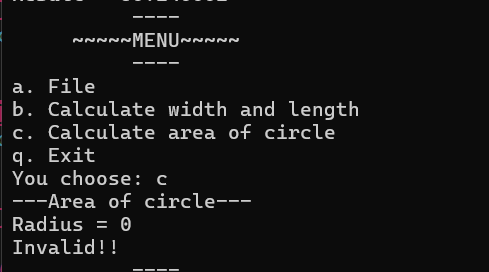 ----
~~~~~MENU~~~~~
----
a. File
b. Calculate width and length
c. Calculate area of circle
q. Exit
You choose: c
---Area of circle---
Radius = 0
Invalid!!
----